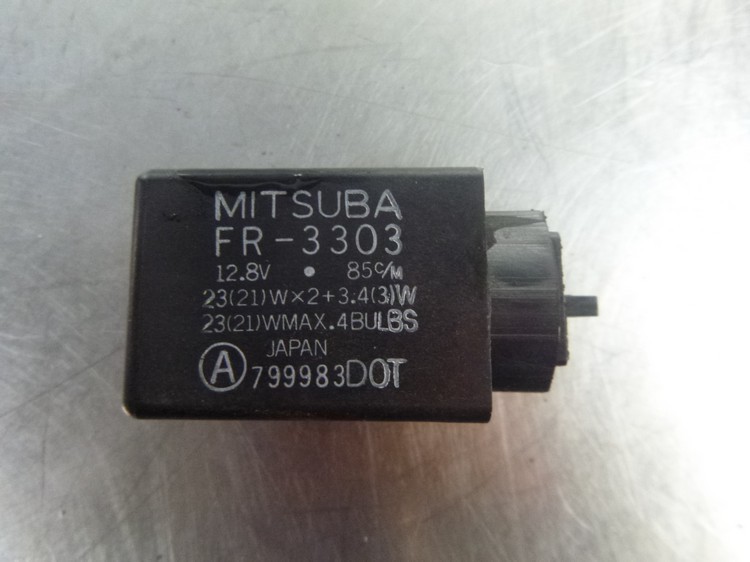 MITSUBA
FR-3303
12.8V • 85c/M
23(21)W×2+3.4(3)W
23(21)WMAX.4BULBS
JAPAN
Ⓐ799983DOT